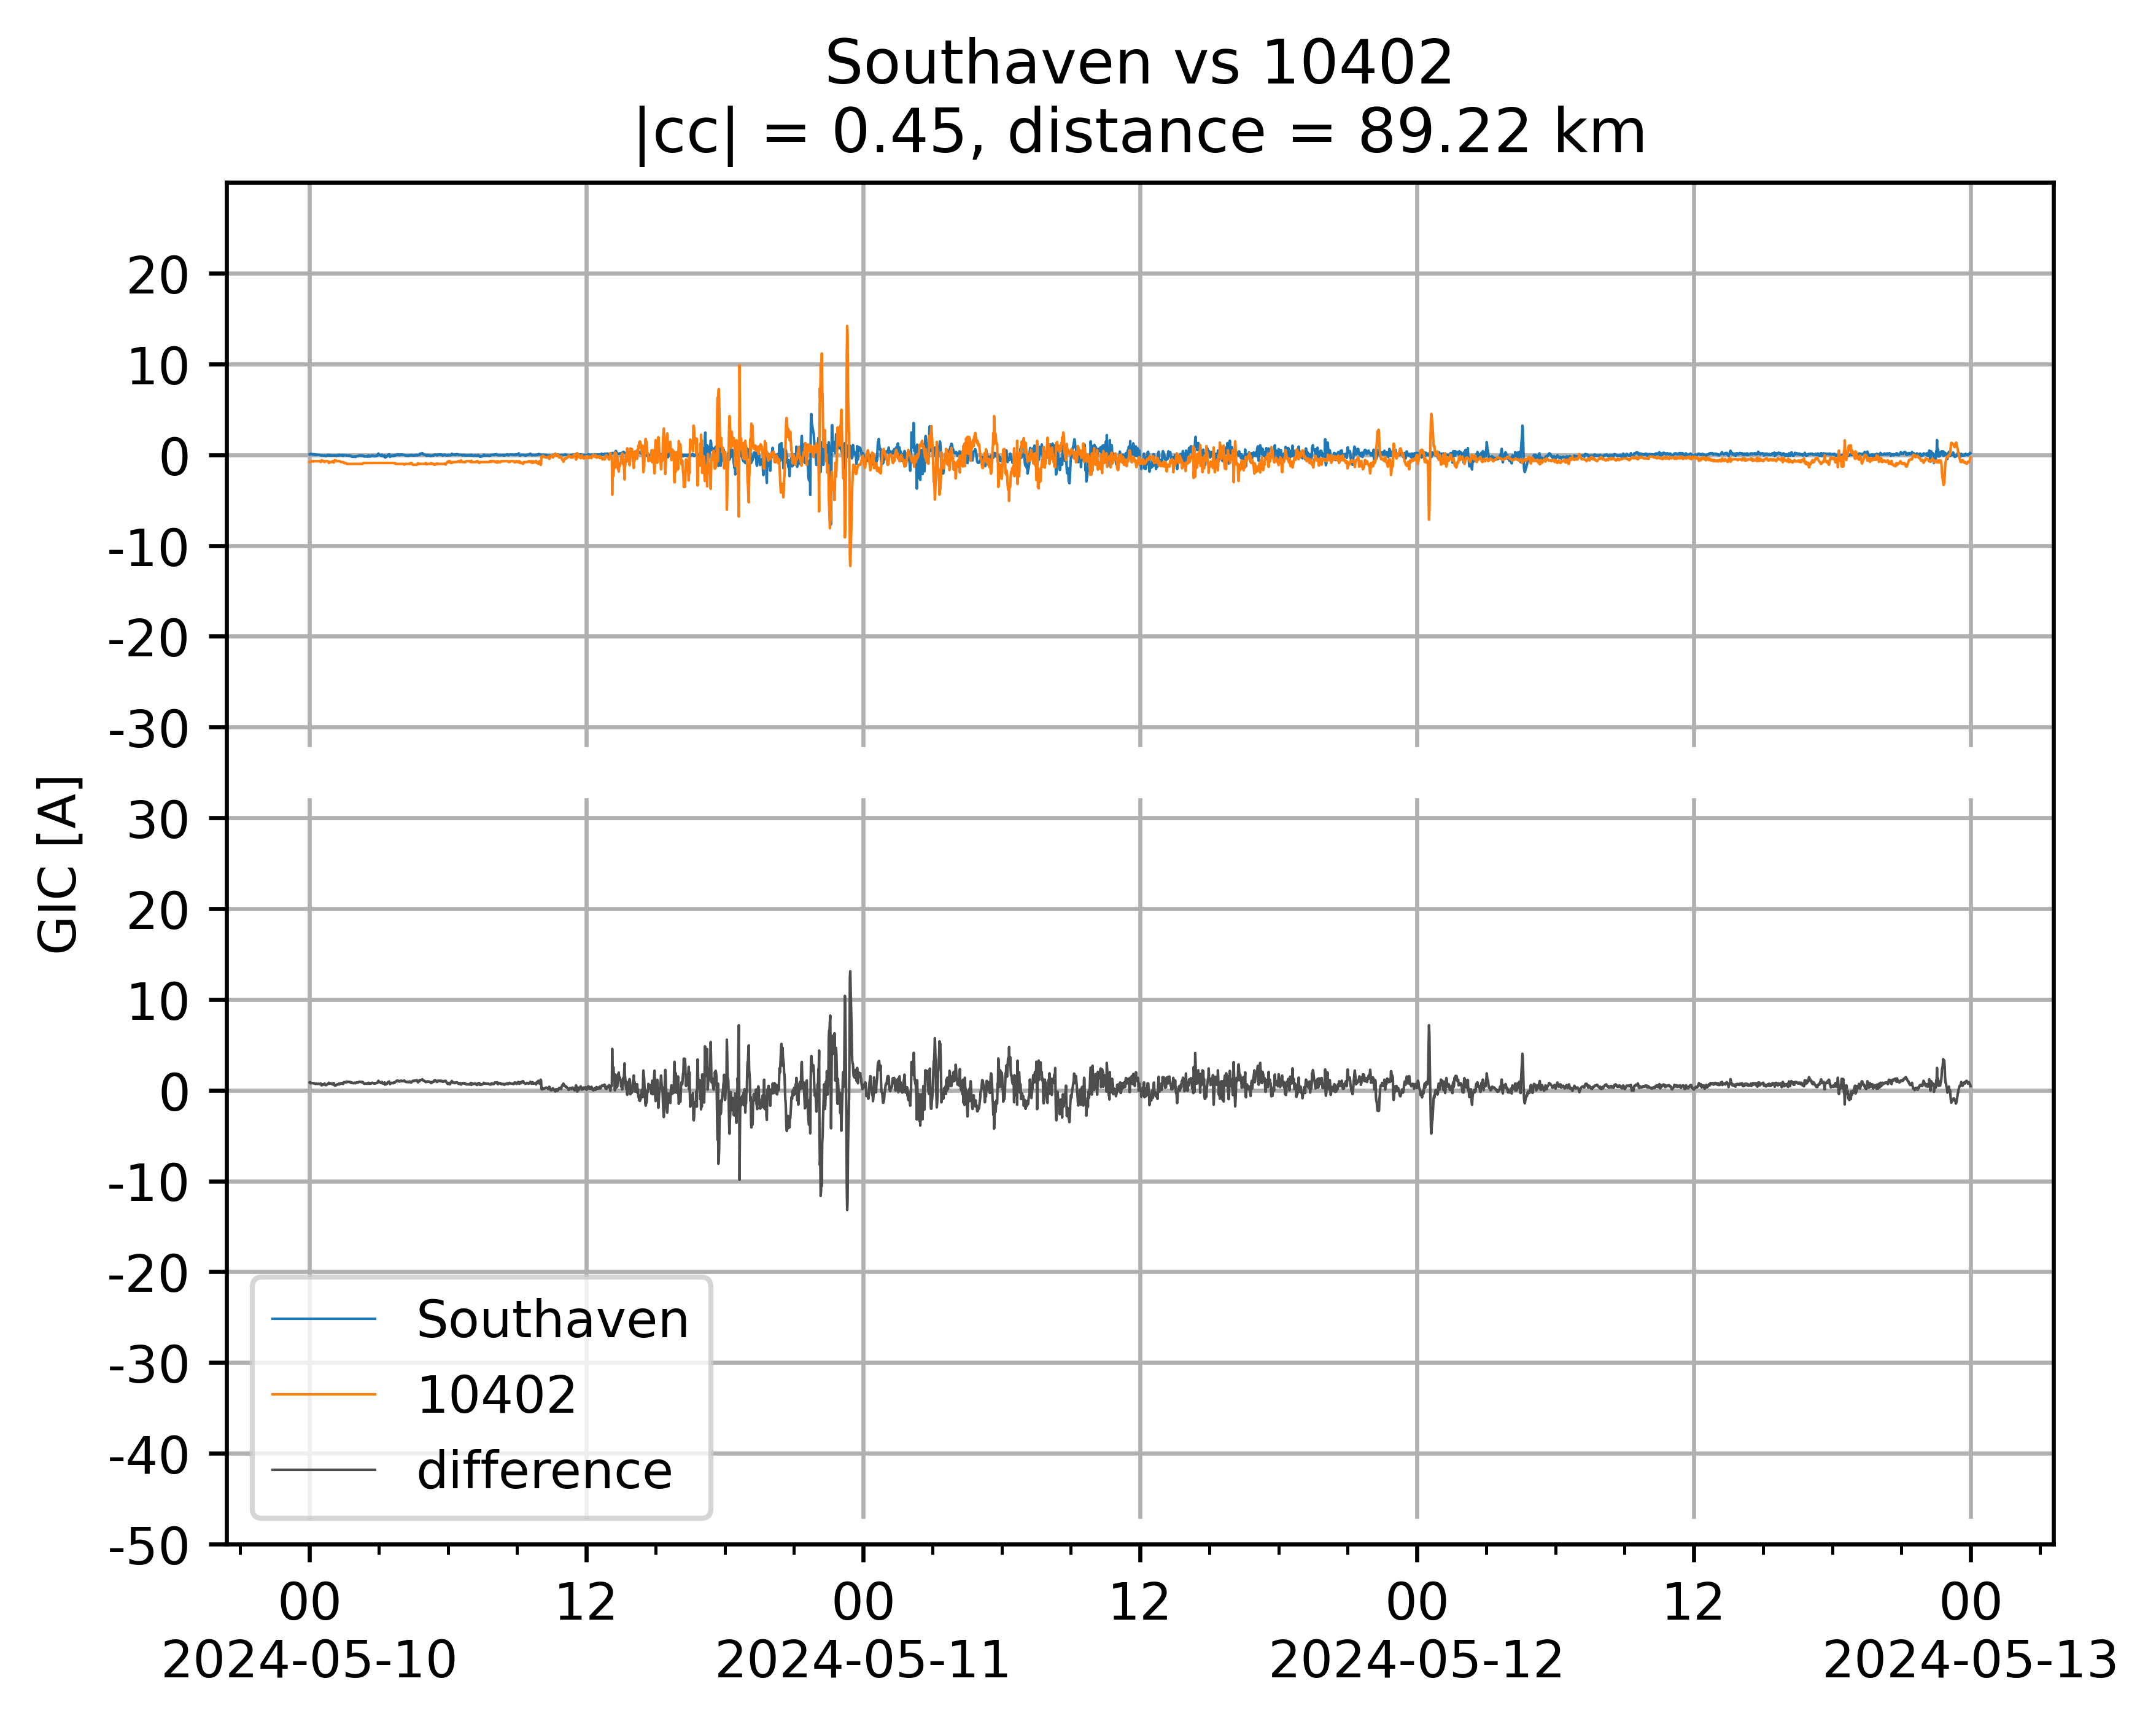 Southaven vs 10402
|cc| = 0.45, distance = 89.22 km
GIC [A]
20
10
0
-10
-20
-30
30
20
10
0
-10
-20
-30
-40
-50
Southaven
10402
difference
00 12 00 12 00 12 00
2024-05-10 2024-05-11 2024-05-12 2024-05-13